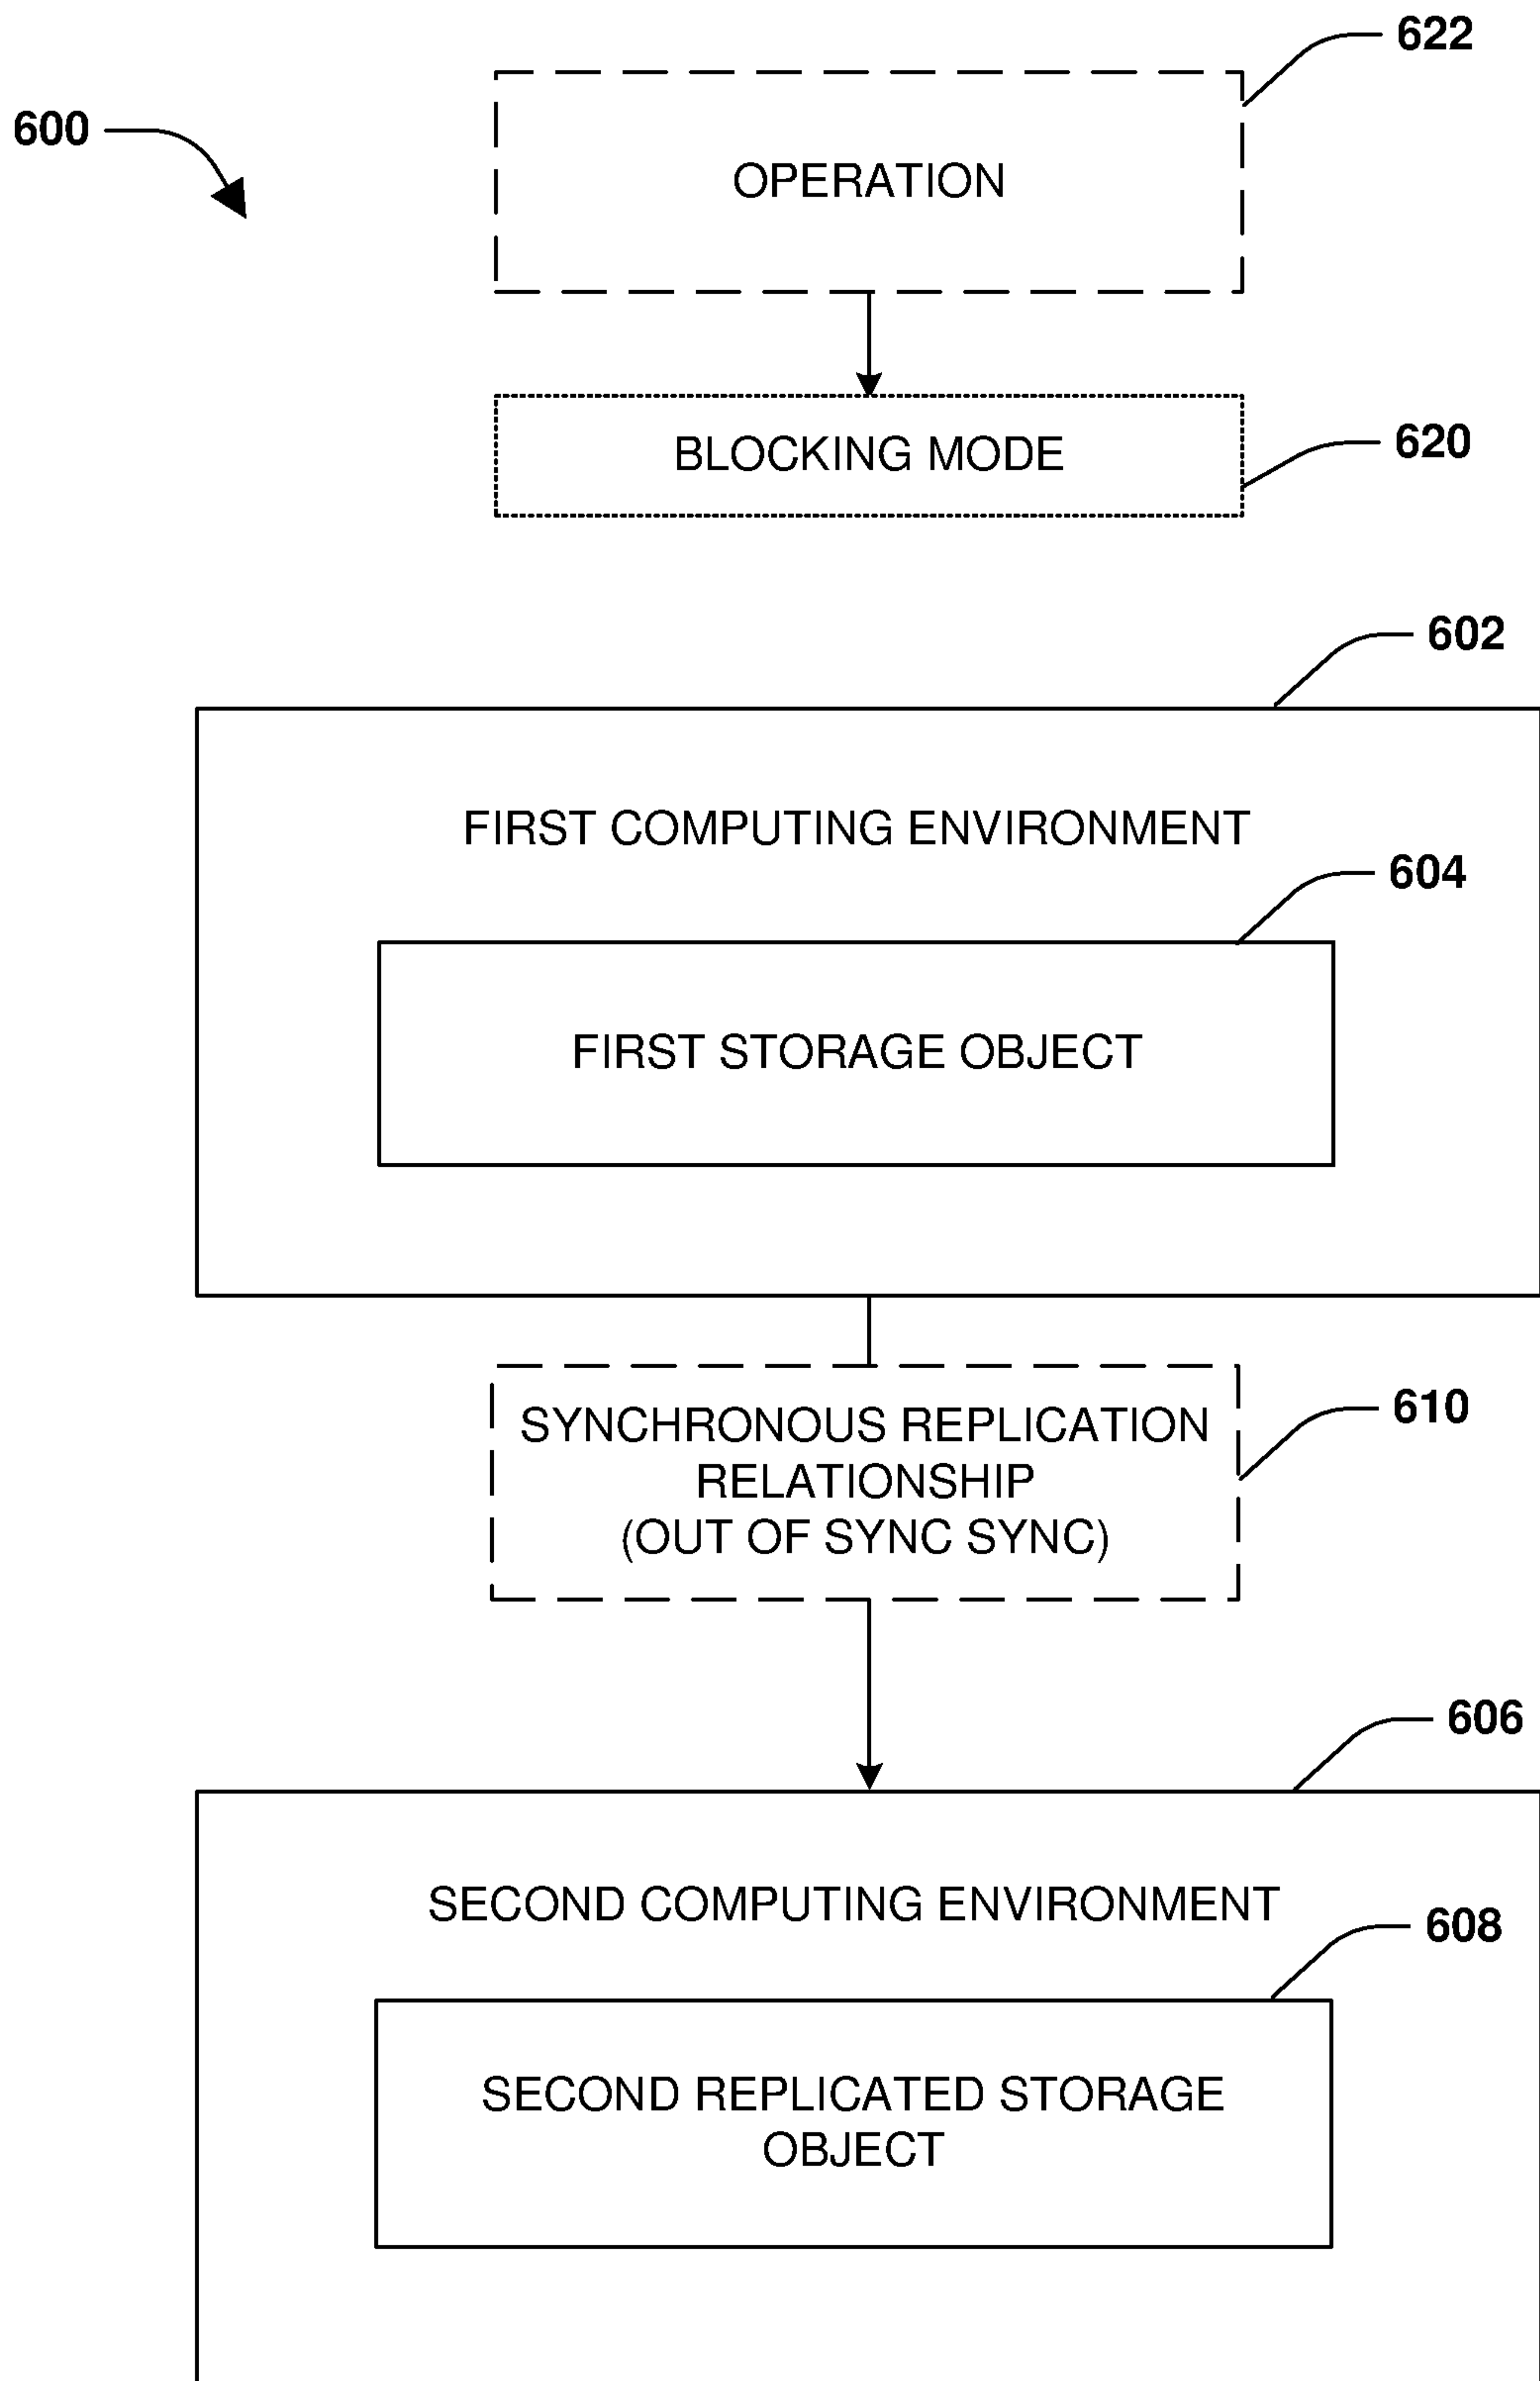 622
600
OPERATION
BLOCKING MODE
620
602
FIRST COMPUTING ENVIRONMENT
604
FIRST STORAGE OBJECT
SYNCHRONOUS REPLICATION
RELATIONSHIP
(OUT OF SYNC SYNC)
610
606
SECOND COMPUTING ENVIRONMENT
608
SECOND REPLICATED STORAGE
OBJECT